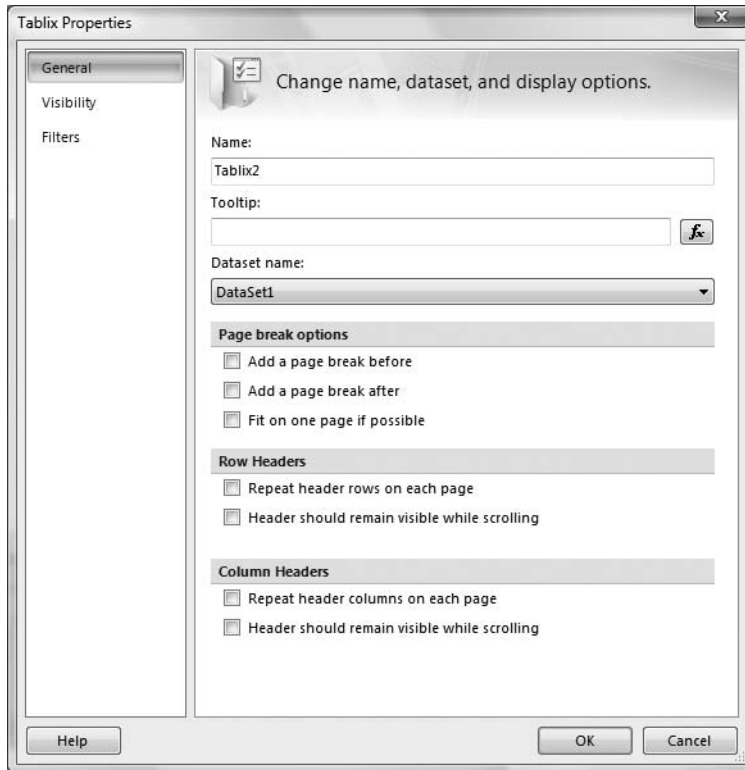 Tablix Properties
x
General
Visibility
Filters
Change name, dataset, and display options.
Name:
Tablix2
Tooltip:
fx
Dataset name:
DataSet1
Page break options
Add a page break before
Add a page break after
Fit on one page if possible
Row Headers
Repeat header rows on each page
Header should remain visible while scrolling
Column Headers
Repeat header columns on each page
Header should remain visible while scrolling
Help
OK
Cancel